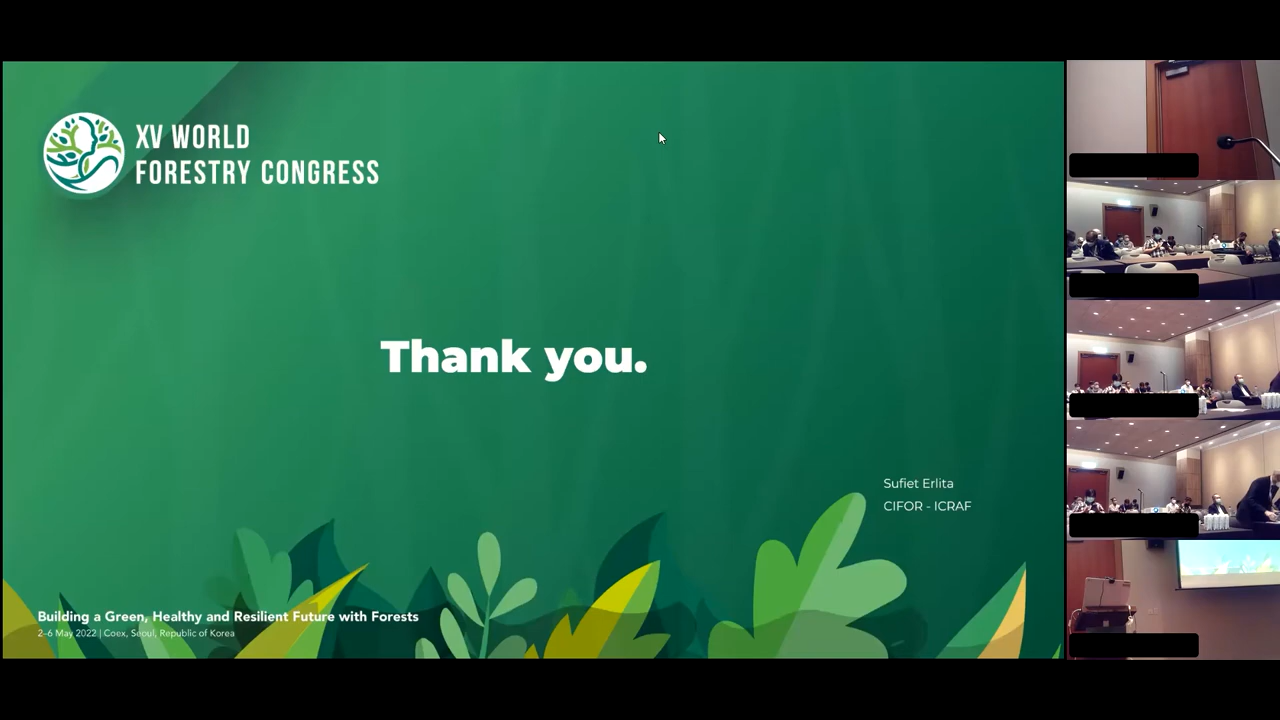 XV WORLD
FORESTRY CONGRESS
Thank you.
Sufiet Erlita
CIFOR - ICRAF
Building a Green, Healthy and Resilient Future with Forests
2-6 May 2022 | Coex, Seoul, Republic of Korea